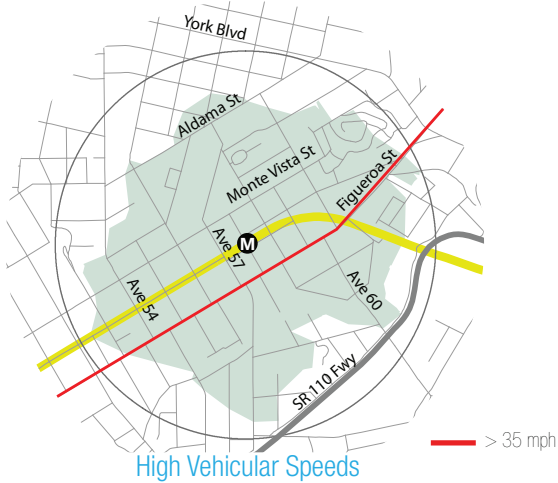 York Blvd
Aldama St
Monte Vista St
Figueroa St
M
Ave 57
Ave 54
Ave 60
SR 110 Fwy
> 35 mph
High Vehicular Speeds